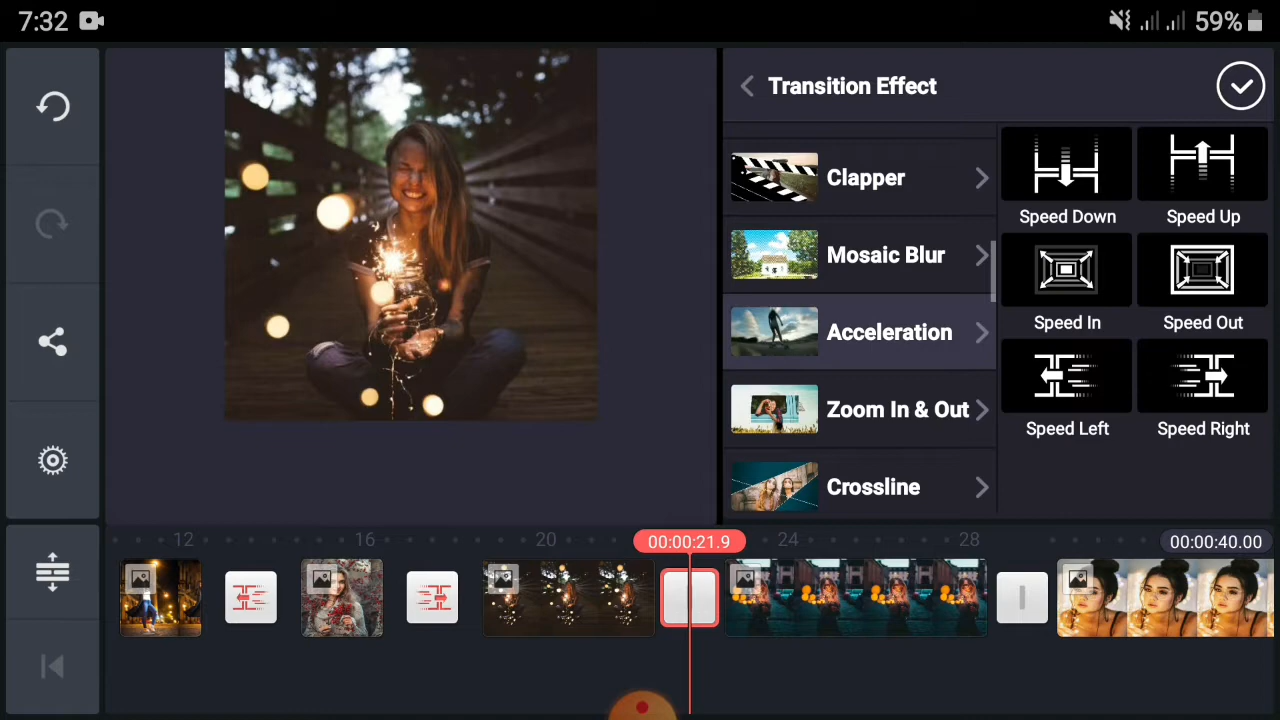 7:32
59%
Transition Effect
Clapper
Mosaic Blur
Acceleration
Zoom In & Out
Crossline
Speed Down
Speed Up
Speed In
Speed Out
Speed Left
Speed Right
12
16
20
00:00:21.9
24
28
00:00:40.00